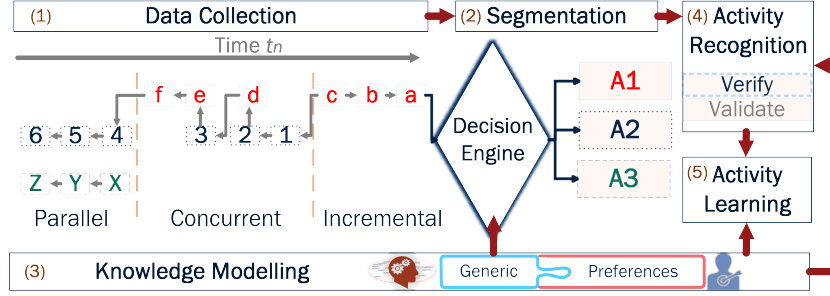 (1) Data Collection
(2) Segmentation
(4) Activity
Recognition
Time tn
Verify
Validate
f e d c b a
6 5 4 3 2 1
Z Y X
Parallel Concurrent Incremental
Decision
Engine
A1
A2
A3
(5) Activity
Learning
(3) Knowledge Modelling
Generic
Preferences